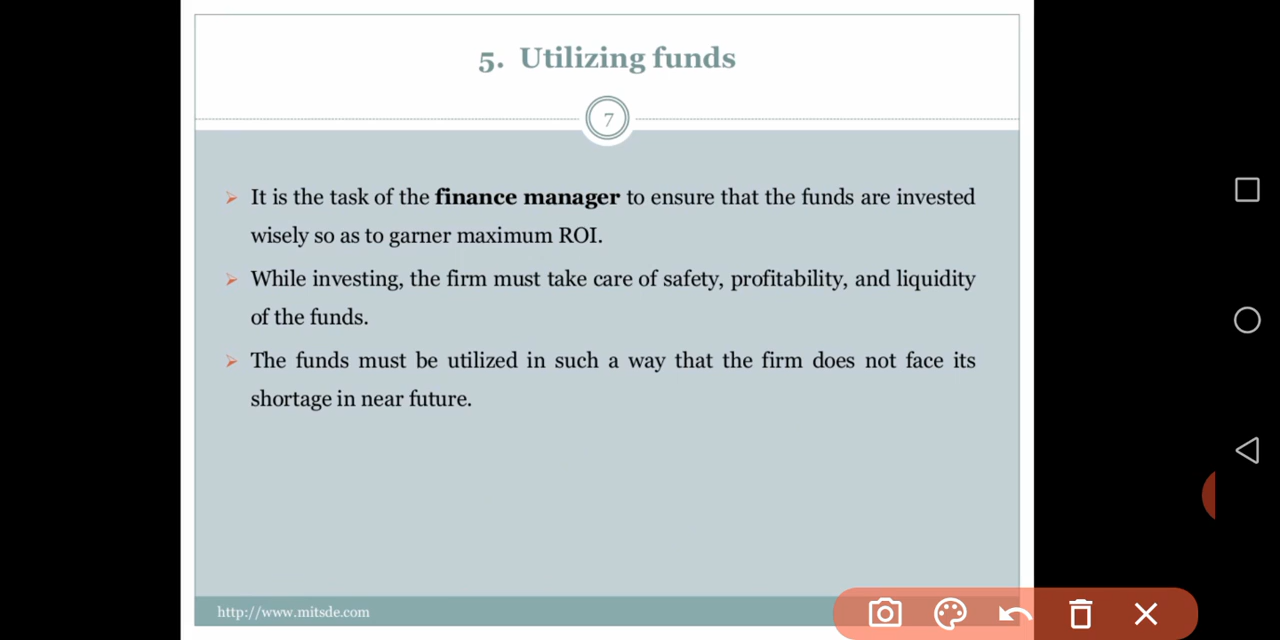 5. Utilizing funds
7
It is the task of the finance manager to ensure that the funds are invested
wisely so as to garner maximum ROI.
While investing, the firm must take care of safety, profitability, and liquidity
of the funds.
The funds must be utilized in such a way that the firm does not face its
shortage in near future.
http://www.mitsde.com